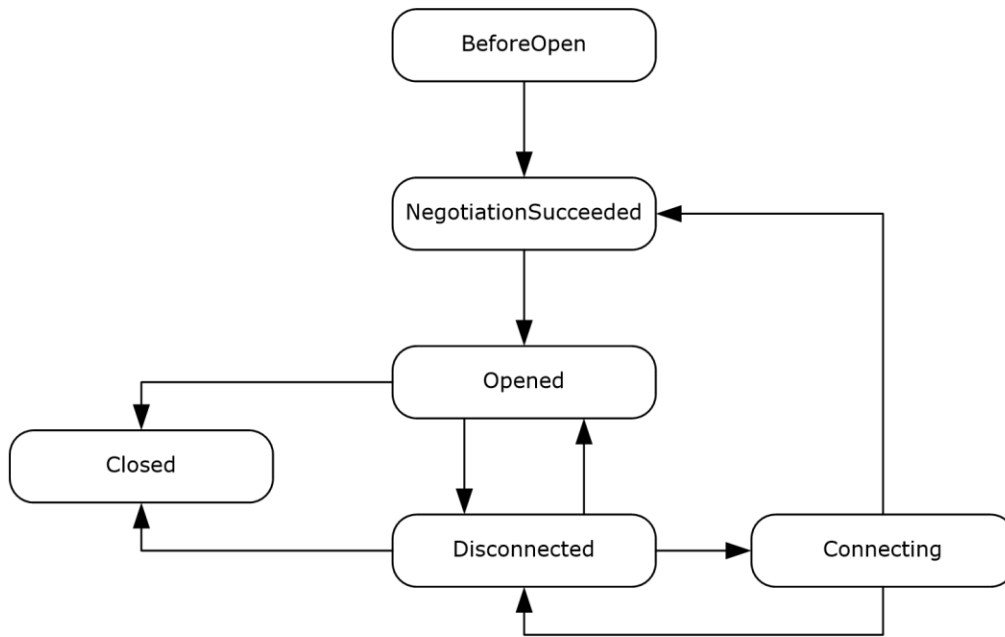 BeforeOpen
NegotiationSucceeded
Opened
Closed
Disconnected
Connecting